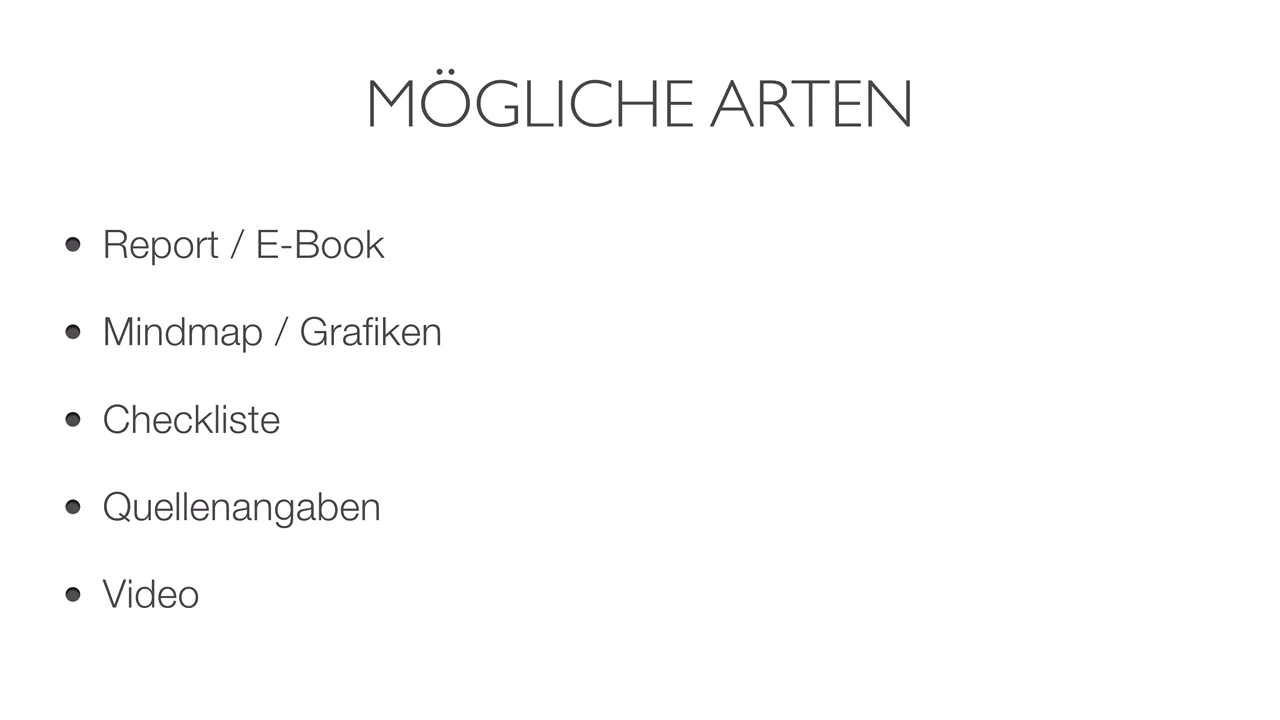 MÖGLICHE ARTEN
• Report / E-Book
• Mindmap / Grafiken
• Checkliste
• Quellenangaben
• Video